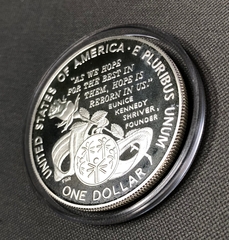 UNITED STATES OF AMERICA · E PLURIBUS UNUM
"AS WE HOPE
FOR THE BEST IN
THEM, HOPE IS
REBORN IN US."
EUNICE
KENNEDY
SHRIVER,
FOUNDER
ONE DOLLAR